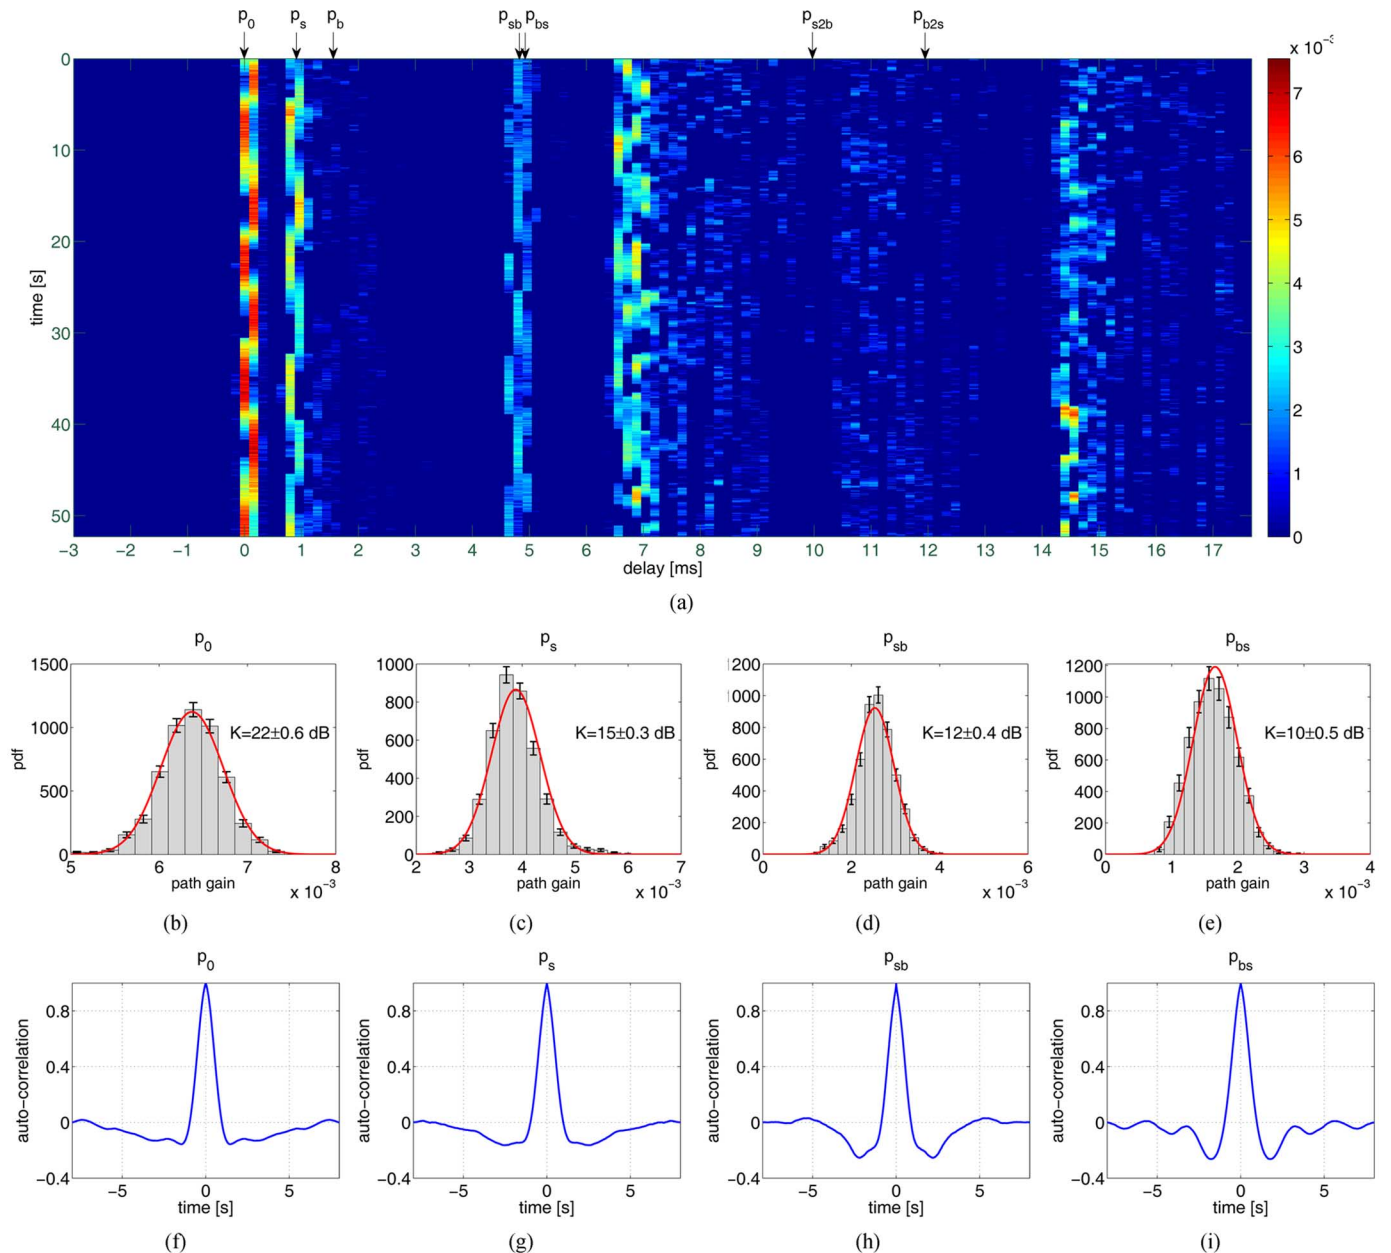 p0 ps pb psb pbs ps2b pb2s
x 10-3
0
10
20
30
40
50
time [s]
7
6
5
4
3
2
1
0
−3 −2 −1 0 1 2 3 4 5 6 7 8 9 10 11 12 13 14 15 16 17
delay [ms]
(a)
p0 ps psb pbs
1500
1000
500
0
pdf
K=22±0.6 dB
5 6 7 8
path gain
x 10−3
(b)
1000
800
600
400
200
0
pdf
K=15±0.3 dB
2 3 4 5 6 7
path gain
x 10−3
(c)
1200
1000
800
600
400
200
0
pdf
K=12±0.4 dB
0 2 3 6
path gain
x 10−3
(d)
1200
1000
800
600
400
200
0
pdf
K=10±0.5 dB
0 1 2 3 4
path gain
x 10−3
(e)
p0 ps psb pbs
0.8
0.4
0
−0.4
auto-correlation
−5 0 5
time [s]
(f)
0.8
0.4
0
−0.4
auto-correlation
−5 0 5
time [s]
(g)
0.8
0.4
0
−0.4
auto-correlation
−5 0 5
time [s]
(h)
0.8
0.4
0
−0.4
auto-correlation
−5 0 5
time [s]
(i)